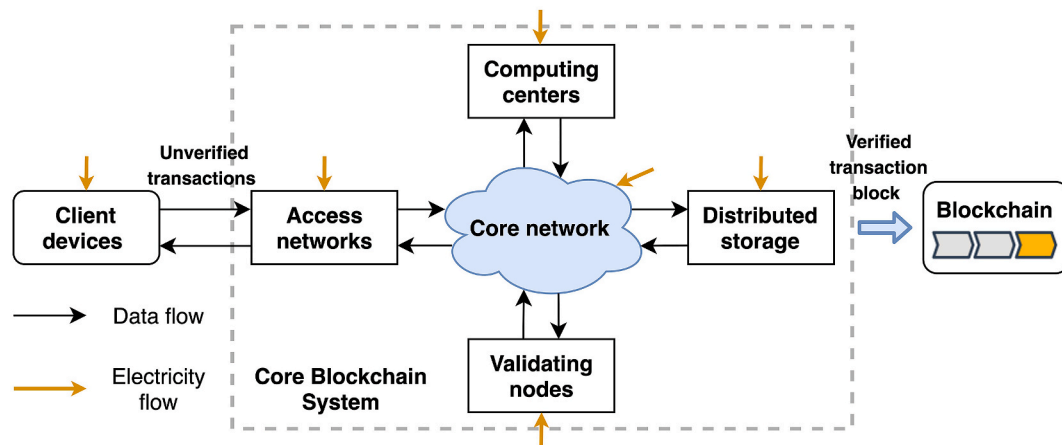 Computing
centers
Unverified
transactions
Verified
transaction
block
Client
devices
Access
networks
Core network
Distributed
storage
Blockchain
Data flow
Validating
nodes
Electricity
flow
Core Blockchain
System